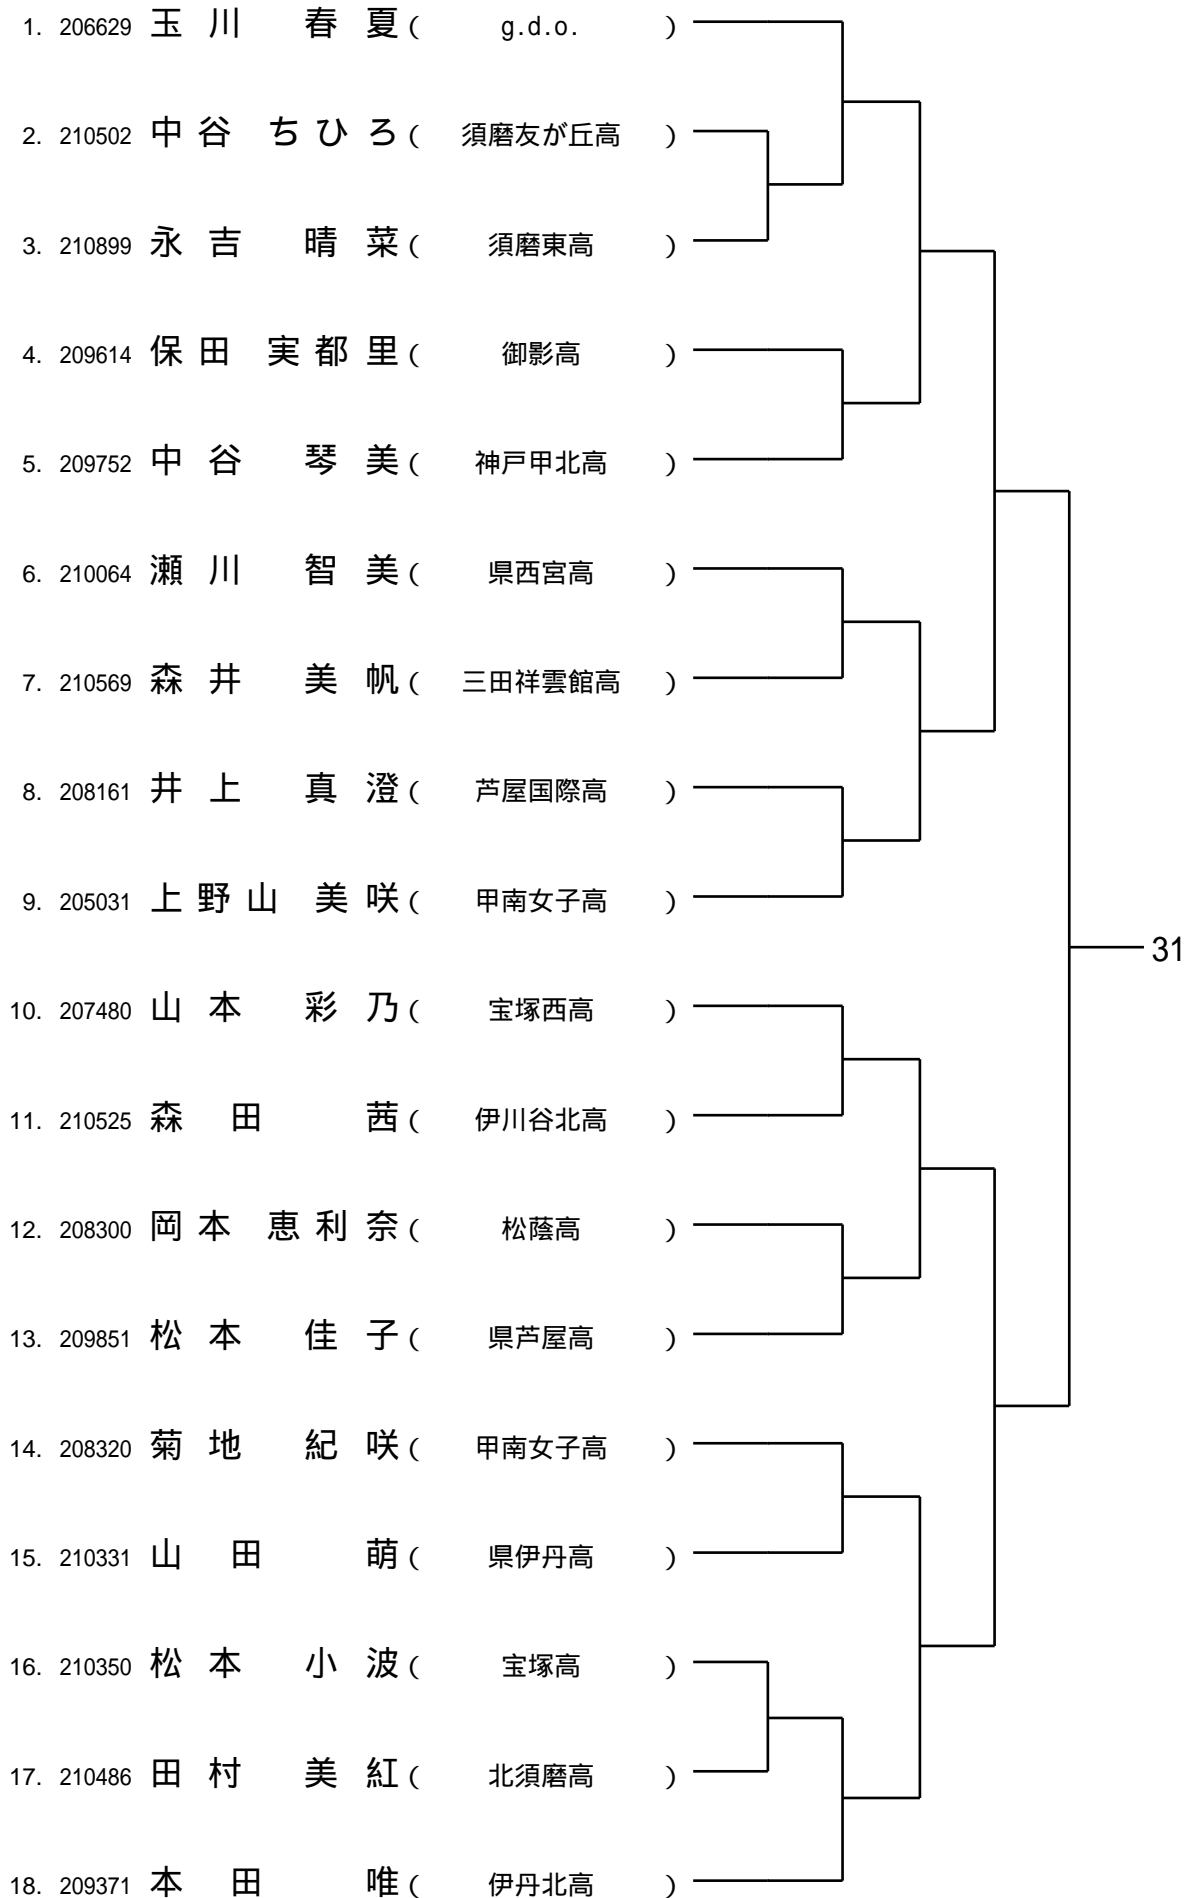 1. 206629 玉川 春夏 ( g.d.o. )
2. 210502 中谷 ちひろ ( 須磨友が丘高 )
3. 210899 永吉 晴菜 ( 須磨東高 )
4. 209614 保田 実都里 ( 御影高 )
5. 209752 中谷 琴美 ( 神戸甲北高 )
6. 210064 瀬川 智美 ( 県西宮高 )
7. 210569 森井 美帆 ( 三田祥雲館高 )
8. 208161 井上 真澄 ( 芦屋国際高 )
9. 205031 上野山 美咲 ( 甲南女子高 )
31
10. 207480 山本 彩乃 ( 宝塚西高 )
11. 210525 森田 茜 ( 伊川谷北高 )
12. 208300 岡本 恵利奈 ( 松蔭高 )
13. 209851 松本 佳子 ( 県芦屋高 )
14. 208320 菊地 紀咲 ( 甲南女子高 )
15. 210331 山田 萌 ( 県伊丹高 )
16. 210350 松本 小波 ( 宝塚高 )
17. 210486 田村 美紅 ( 北須磨高 )
18. 209371 本田 唯 ( 伊丹北高 )